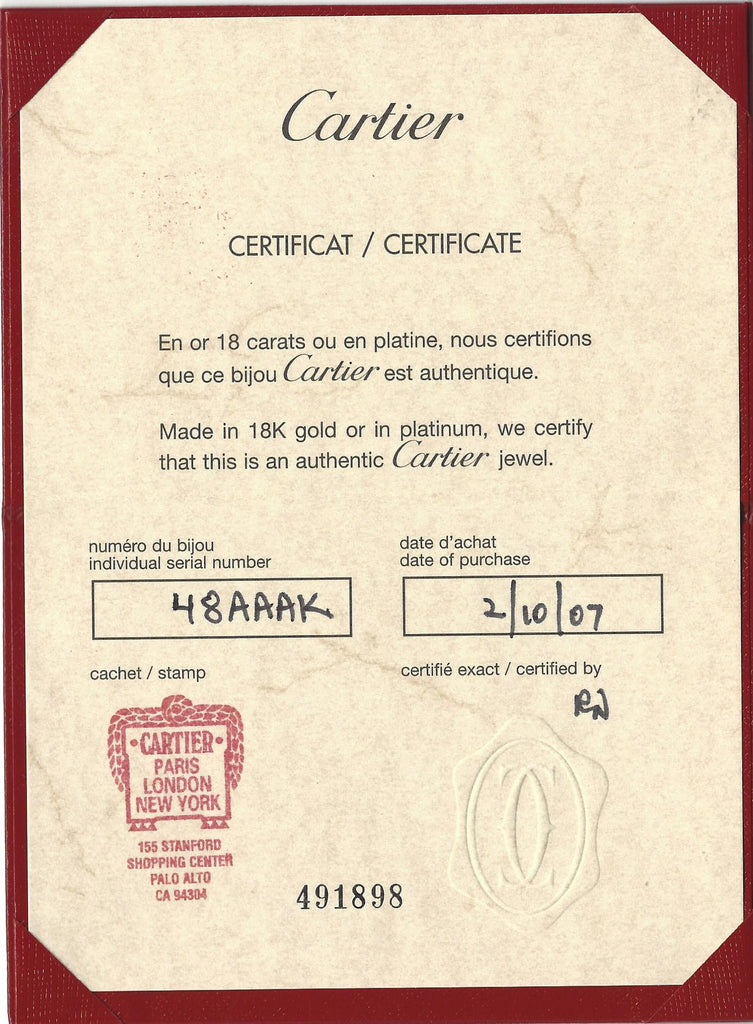 Cartier
CERTIFICAT / CERTIFICATE
En or 18 carats ou en platine, nous certifions
que ce bijou Cartier est authentique.
Made in 18K gold or in platinum, we certify
that this is an authentic Cartier jewel.
numéro du bijou
individual serial number
48AAAK
date d'achat
date of purchase
2/10/07
cachet / stamp
certifié exact / certified by
RN
·CARTIER·
PARIS
LONDON
NEW YORK
155 STANFORD
SHOPPING CENTER
PALO ALTO
CA 94304
491898